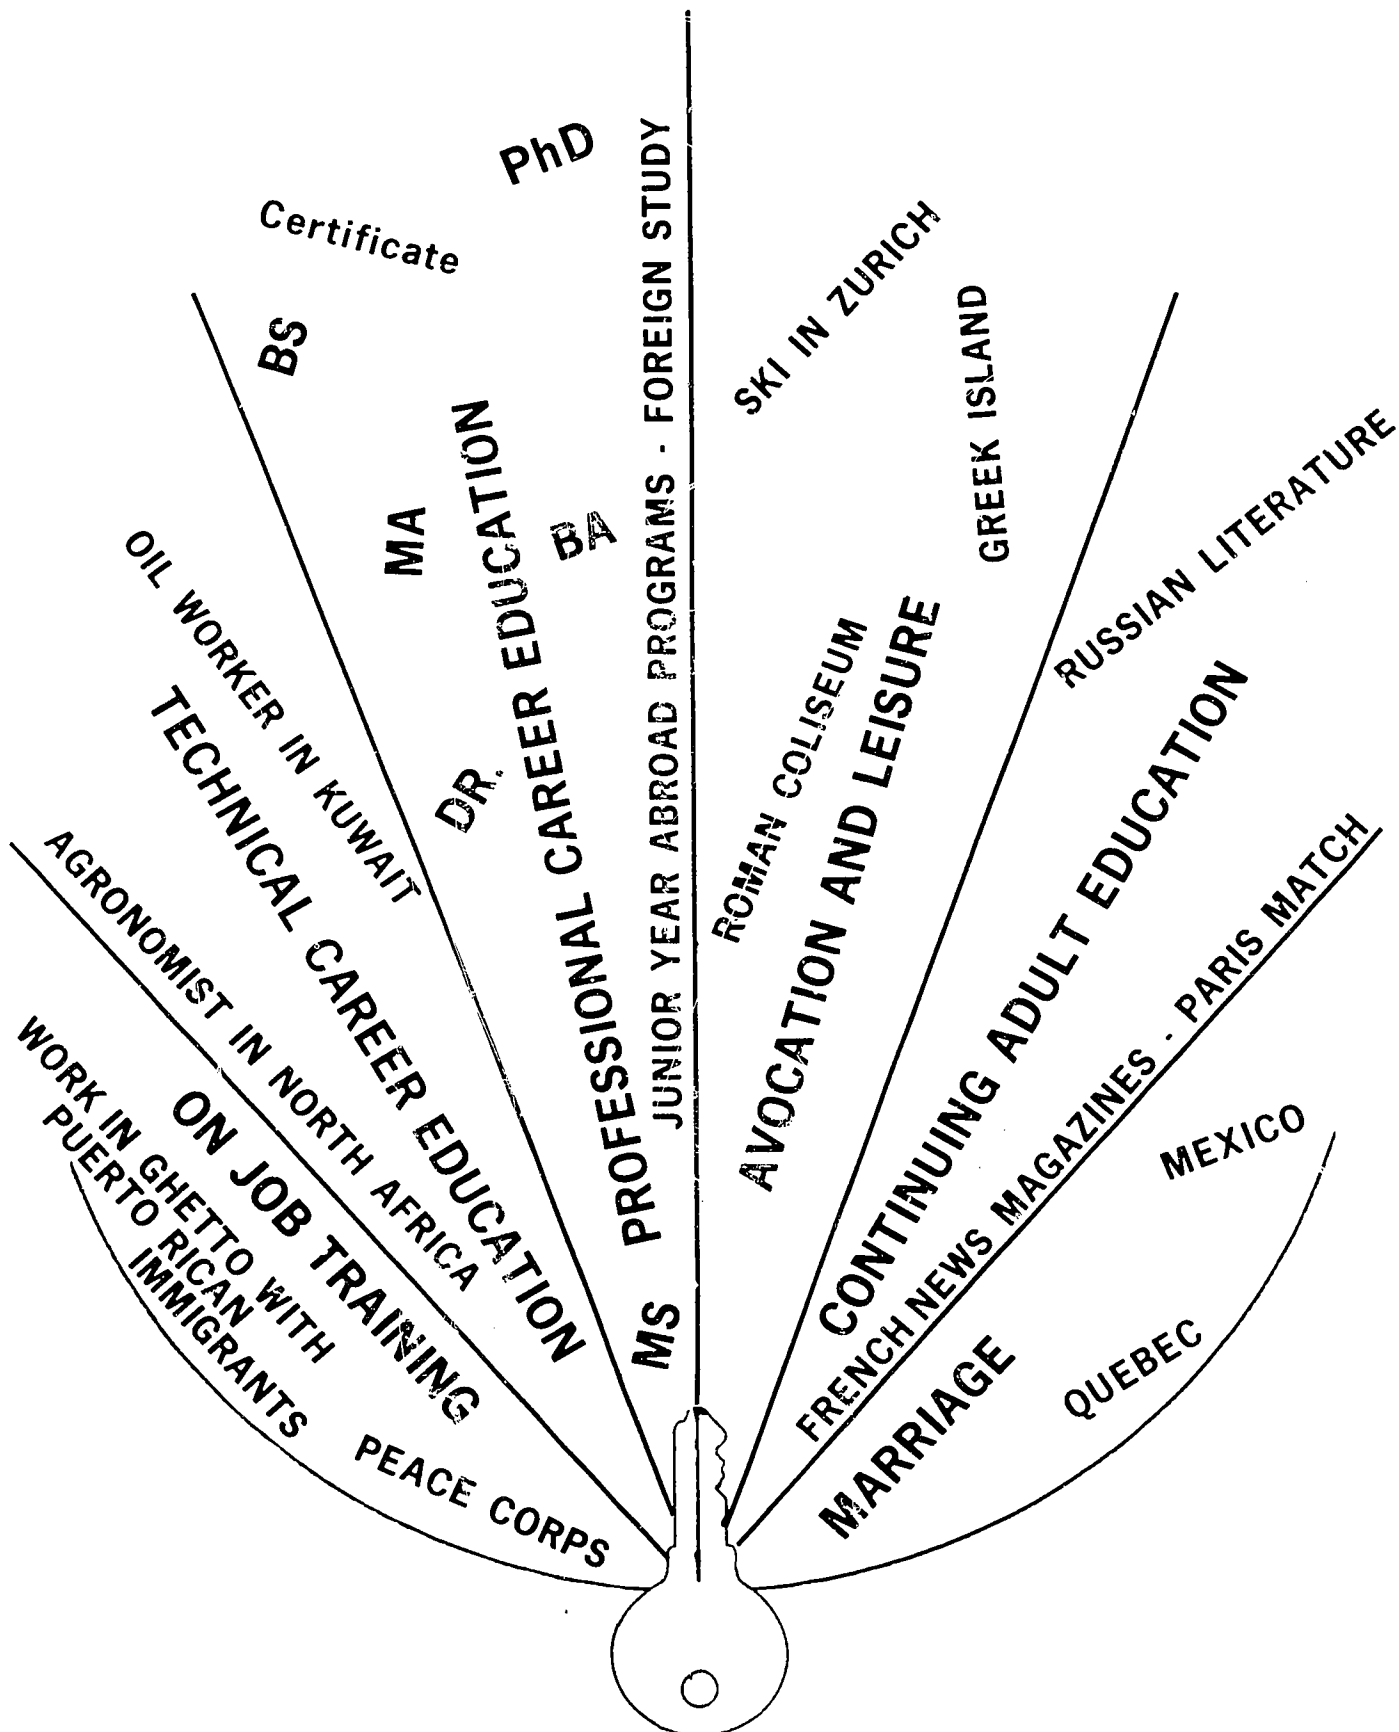 PhD
Certificate
BS
MA
BA
DR.
MS
PROFESSIONAL CAREER EDUCATION
JUNIOR YEAR ABROAD PROGRAMS - FOREIGN STUDY
OIL WORKER IN KUWAIT
TECHNICAL CAREER EDUCATION
AGRONOMIST IN NORTH AFRICA
ON JOB TRAINING
WORK IN GHETTO WITH
PUERTO RICAN
IMMIGRANTS
PEACE CORPS
SKI IN ZURICH
GREEK ISLAND
ROMAN COLISEUM
AVOCATION AND LEISURE
RUSSIAN LITERATURE
CONTINUING ADULT EDUCATION
FRENCH NEWS MAGAZINES - PARIS MATCH
MARRIAGE
MEXICO
QUEBEC